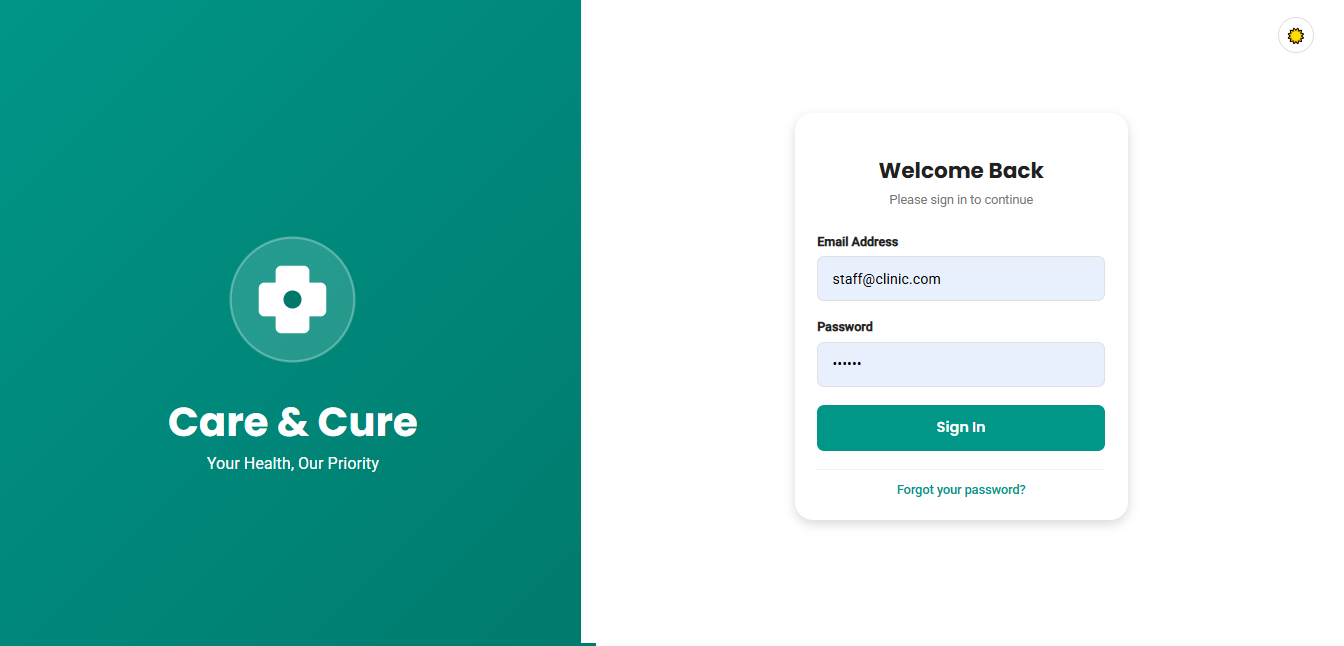 Care & Cure
Your Health, Our Priority
Welcome Back
Please sign in to continue
Email Address
staff@clinic.com
Password
••••••
Sign In
Forgot your password?